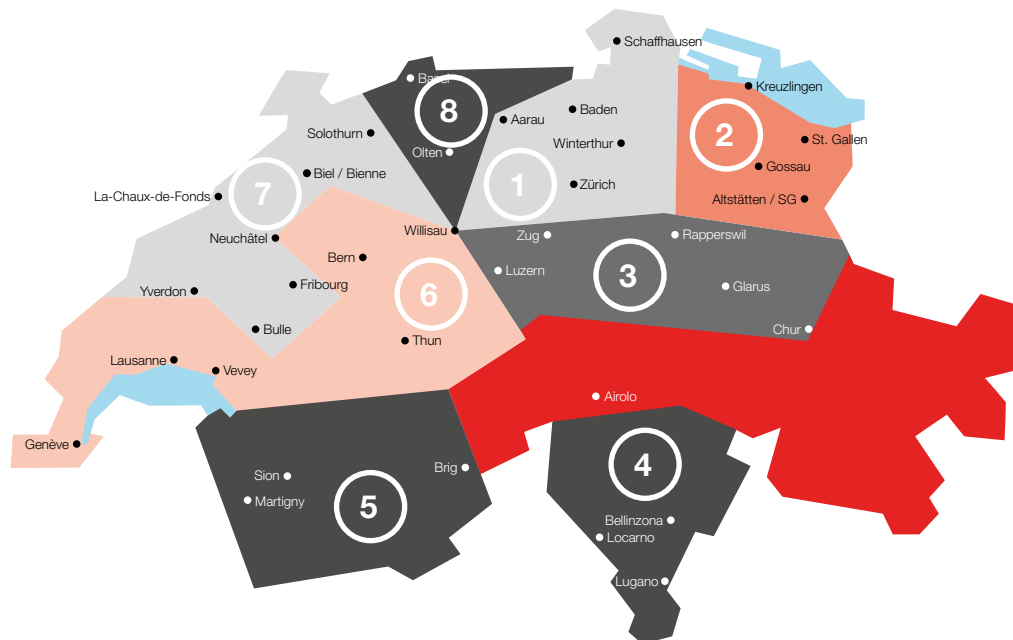 Schaffhausen
Basel
8
Kreuzlingen
Baden
Aarau
Solothurn
2
St. Gallen
Winterthur
Olten
Gossau
Biel / Bienne
1
Zürich
7
La-Chaux-de-Fonds
Altstätten / SG
Willisau
Zug
Rapperswil
Neuchâtel
Bern
Luzern
3
Fribourg
Glarus
Yverdon
6
Bulle
Chur
Thun
Lausanne
Vevey
Airolo
Genève
Brig
4
Sion
Martigny
5
Bellinzona
Locarno
Lugano